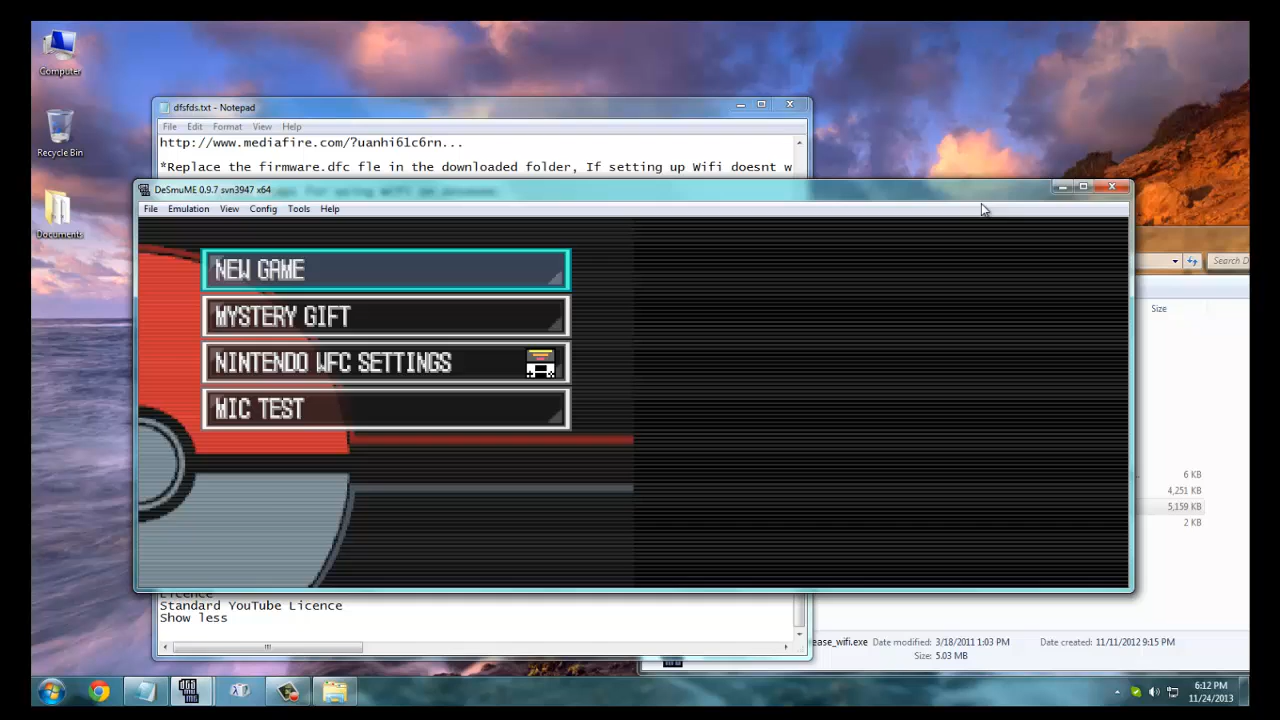 Computer
Recycle Bin
Documents
dfsfds.txt - Notepad
File Edit Format View Help
http://www.mediafire.com/?uanhi61c6rn...
*Replace the firmware.dfc fle in the downloaded folder, If setting up Wifi doesnt w
DeSmuME 0.9.7 svn3947 x64
File Emulation View Config Tools Help
NEW GAME
MYSTERY GIFT
NINTENDO WFC SETTINGS
MIC TEST
Search D
Size
6 KB
4,251 KB
5,159 KB
2 KB
Licence
Standard YouTube Licence
Show less
ease_wifi.exe Date modified: 3/18/2011 1:03 PM Date created: 11/11/2012 9:15 PM
Size: 5.03 MB
6:12 PM
11/24/2013